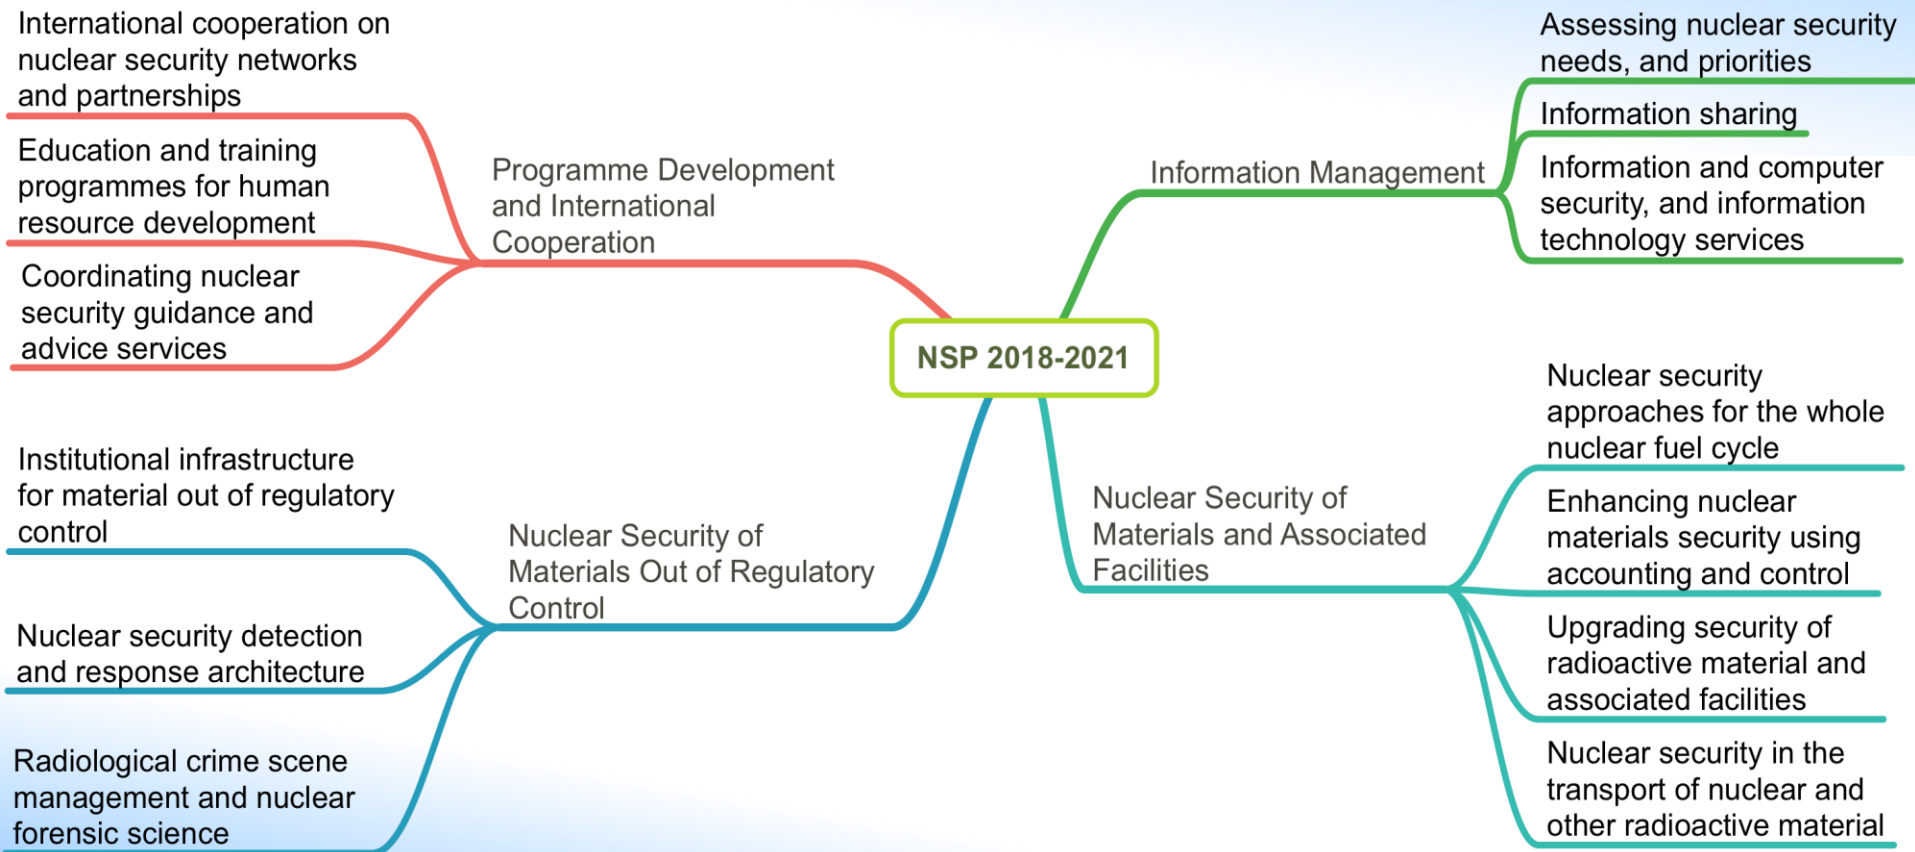 International cooperation on
nuclear security networks
and partnerships
Education and training
programmes for human
resource development
Coordinating nuclear
security guidance and
advice services
Programme Development
and International
Cooperation
Information Management
Assessing nuclear security
needs, and priorities
Information sharing
Information and computer
security, and information
technology services
NSP 2018-2021
Institutional infrastructure
for material out of regulatory
control
Nuclear security detection
and response architecture
Radiological crime scene
management and nuclear
forensic science
Nuclear Security of
Materials Out of Regulatory
Control
Nuclear Security of
Materials and Associated
Facilities
Nuclear security
approaches for the whole
nuclear fuel cycle
Enhancing nuclear
materials security using
accounting and control
Upgrading security of
radioactive material and
associated facilities
Nuclear security in the
transport of nuclear and
other radioactive material